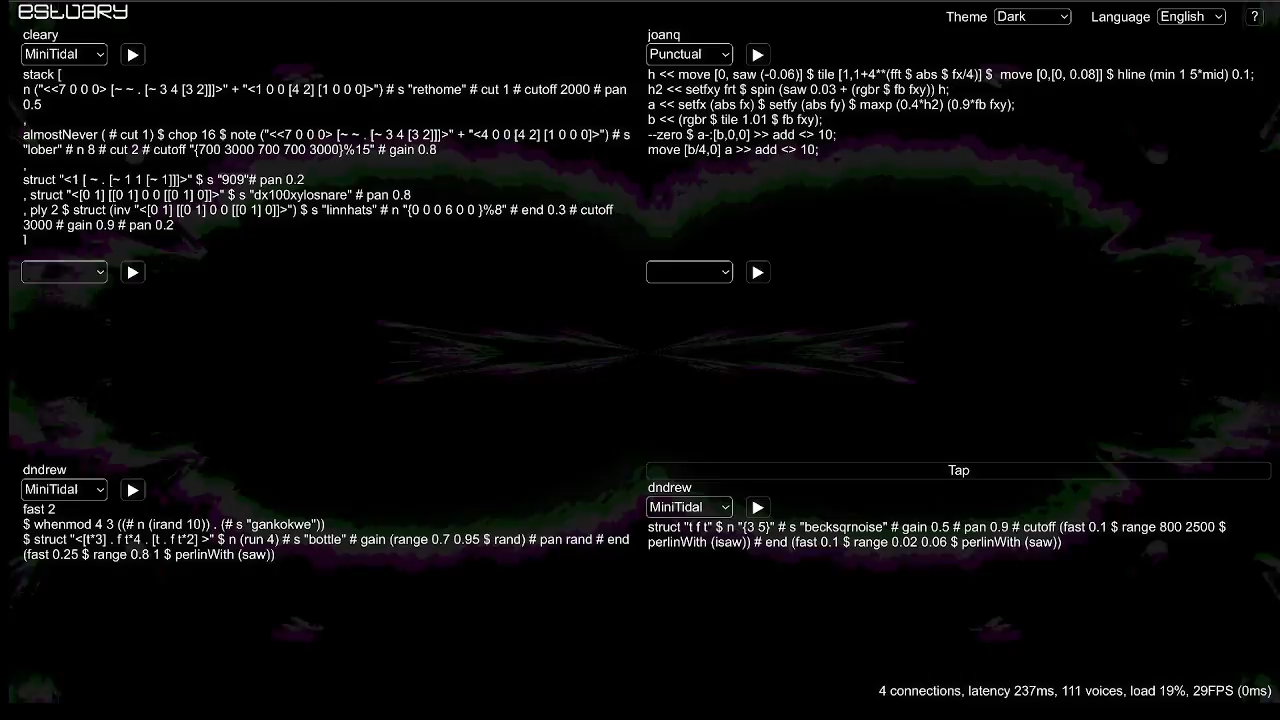 estuary
Theme Dark Language English ?
cleary
MiniTidal
stack [
n ("<<7 0 0 0> [~ ~ . [~ 3 4 [3 2]]]>" + "<1 0 0 [4 2] [1 0 0 0]>") # s "rethome" # cut 1 # cutoff 2000 # pan
0.5
,
almostNever ( # cut 1) $ chop 16 $ note ("<<7 0 0 0> [~ ~ . [~ 3 4 [3 2]]]>" + "<4 0 0 [4 2] [1 0 0 0]>") # s
"lober" # n 8 # cut 2 # cutoff "{700 3000 700 700 3000}%15" # gain 0.8
,
struct "<1 [ ~ . [~ 1 1 [~ 1]]]>" $ s "909"# pan 0.2
, struct "<[0 1] [[0 1] 0 0 [[0 1] 0]]>" $ s "dx100xylosnare" # pan 0.8
, ply 2 $ struct (inv "<[0 1] [[0 1] 0 0 [[0 1] 0]]>") $ s "linnhats" # n "{0 0 0 6 0 0 }%8" # end 0.3 # cutoff
3000 # gain 0.9 # pan 0.2
]
joanq
Punctual
h << move [0, saw (-0.06)] $ tile [1,1+4**(fft $ abs $ fx/4)] $  move [0,[0, 0.08]] $ hline (min 1 5*mid) 0.1;
h2 << setfxy frt $ spin (saw 0.03 + (rgbr $ fb fxy)) h;
a << setfx (abs fx) $ setfy (abs fy) $ maxp (0.4*h2) (0.9*fb fxy);
b << (rgbr $ tile 1.01 $ fb fxy);
--zero $ a-:[b,0,0] >> add <> 10;
move [b/4,0] a >> add <> 10;
dndrew
MiniTidal
fast 2
$ whenmod 4 3 ((# n (irand 10)) . (# s "gankokwe"))
$ struct "<[t*3] . f t*4 . [t . f t*2] >" $ n (run 4) # s "bottle" # gain (range 0.7 0.95 $ rand) # pan rand # end
(fast 0.25 $ range 0.8 1 $ perlinWith (saw))
Tap
dndrew
MiniTidal
struct "t f t" $ n "{3 5}" # s "becksqrnoise" # gain 0.5 # pan 0.9 # cutoff (fast 0.1 $ range 800 2500 $
perlinWith (isaw)) # end (fast 0.1 $ range 0.02 0.06 $ perlinWith (saw))
4 connections, latency 237ms, 111 voices, load 19%, 29FPS (0ms)